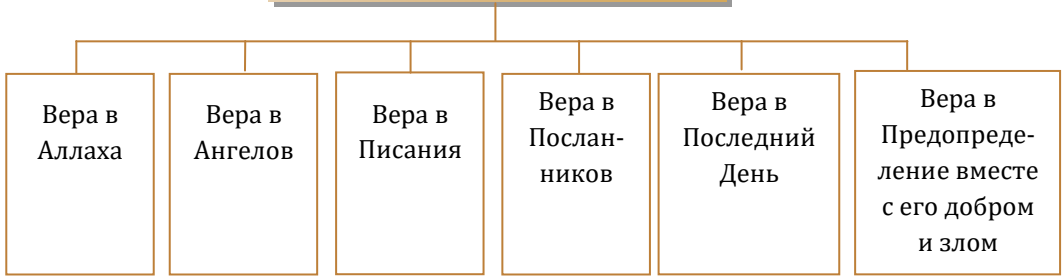 Вера в
Аллаха
Вера в
Ангелов
Вера в
Писания
Вера в
Послан-
ников
Вера в
Последний
День
Вера в
Предопреде-
ление вместе
с его добром
и злом